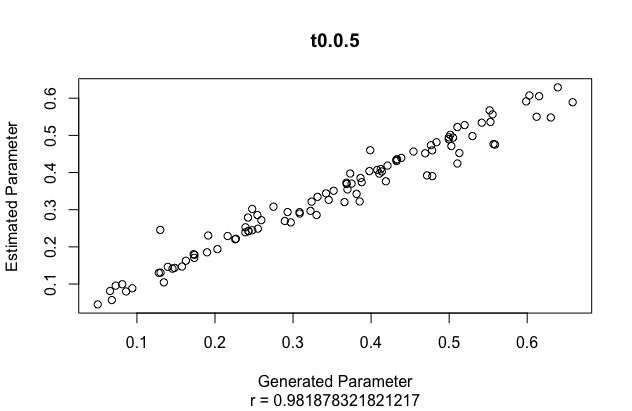 t0.0.5
Estimated Parameter
0.6
0.5
0.4
0.3
0.2
0.1
0.1 0.2 0.3 0.4 0.5 0.6
Generated Parameter
r = 0.981878321821217